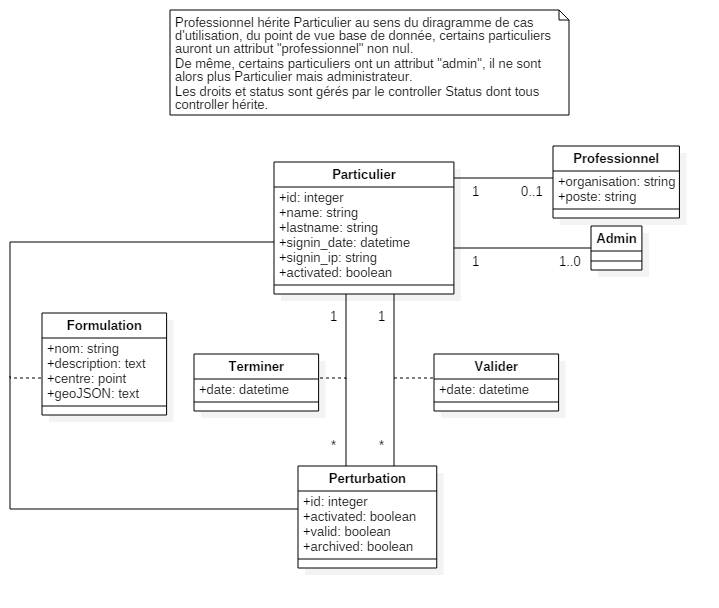 Professionnel hérite Particulier au sens du diragramme de cas
d'utilisation, du point de vue base de donnée, certains particuliers
auront un attribut "professionnel" non nul.
De même, certains particuliers ont un attribut "admin", il ne sont
alors plus Particulier mais administrateur.
Les droits et status sont gérés par le controller Status dont tous
controller hérite.
Particulier
+id: integer
+name: string
+lastname: string
+signin_date: datetime
+signin_ip: string
+activated: boolean
1
0..1
Professionnel
+organisation: string
+poste: string
1
1..0
Admin
1
1
Formulation
+nom: string
+description: text
+centre: point
+geoJSON: text
Terminer
+date: datetime
Valider
+date: datetime
*
*
Perturbation
+id: integer
+activated: boolean
+valid: boolean
+archived: boolean